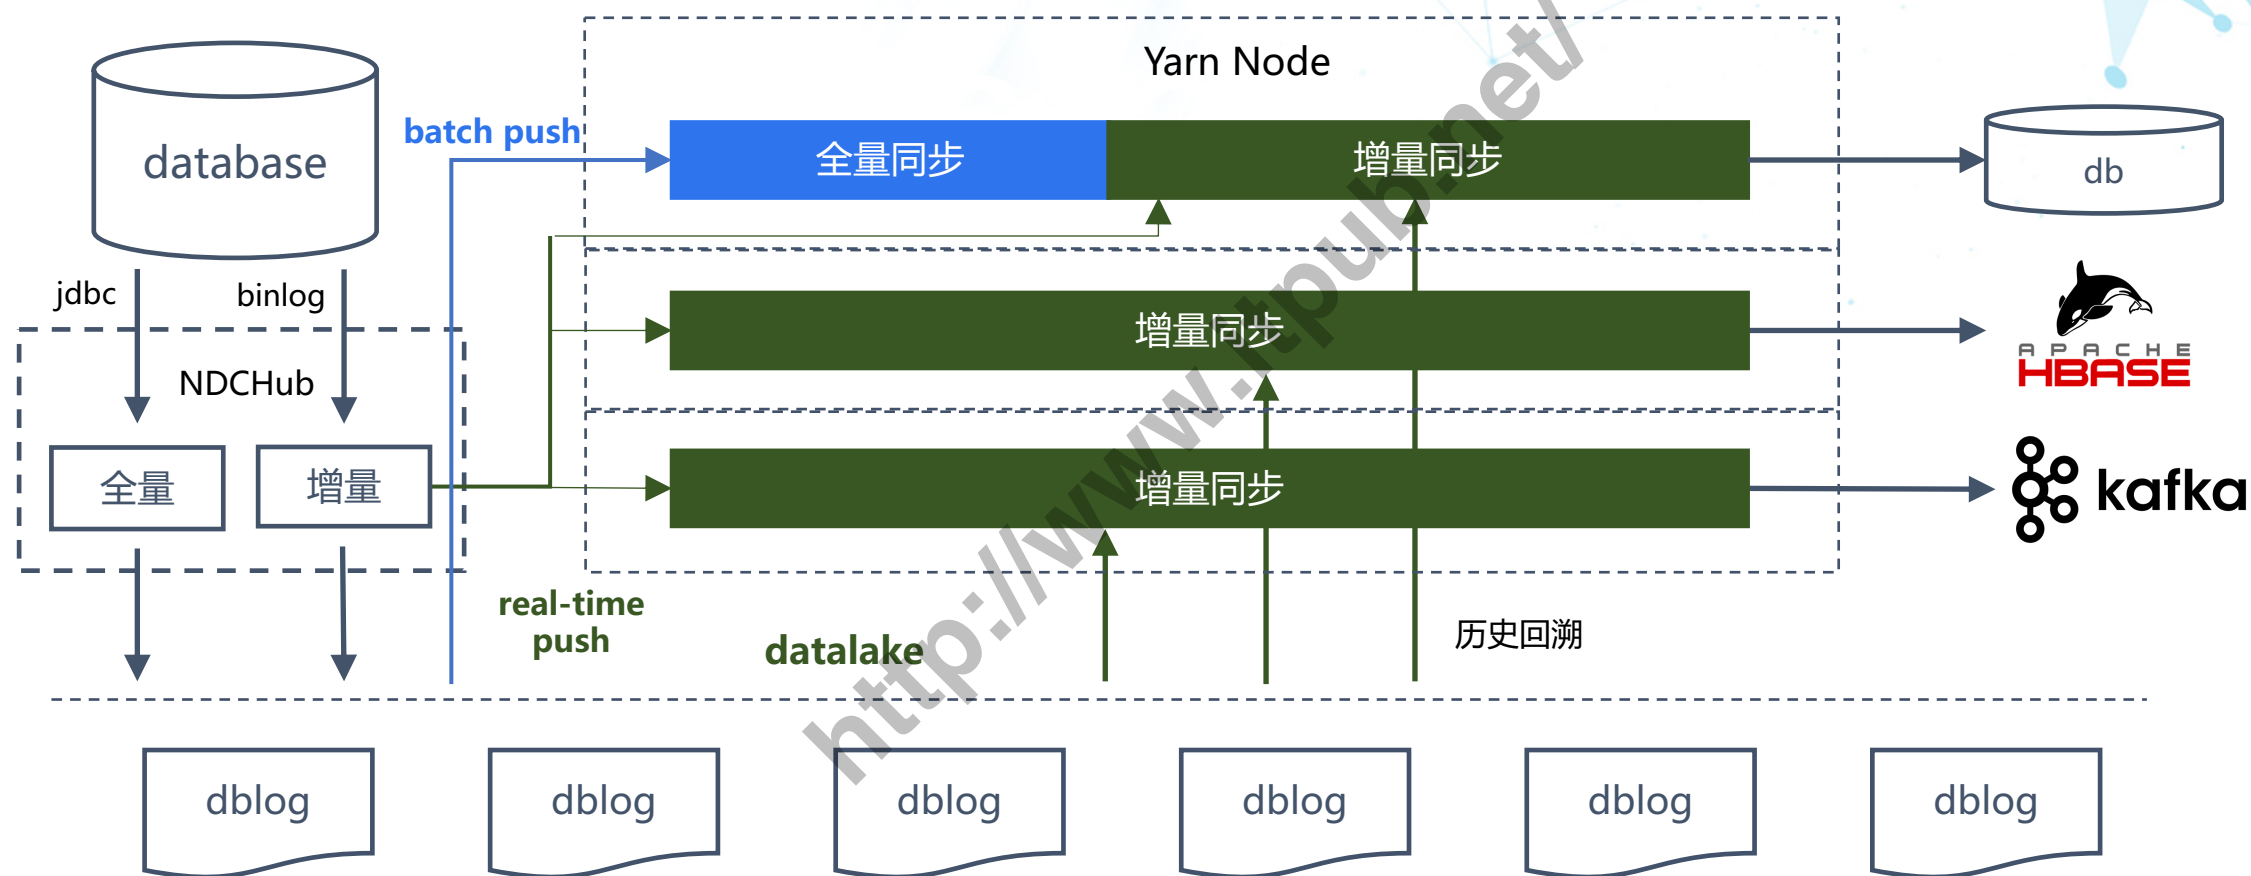 Yarn Node
database
batch push
全量同步
增量同步
db
jdbc
binlog
NDCHub
增量同步
APACHE
HBASE
全量
增量
增量同步
kafka
real-time
push
datalake
历史回溯
http://www.itpub.net/
dblog
dblog
dblog
dblog
dblog
dblog